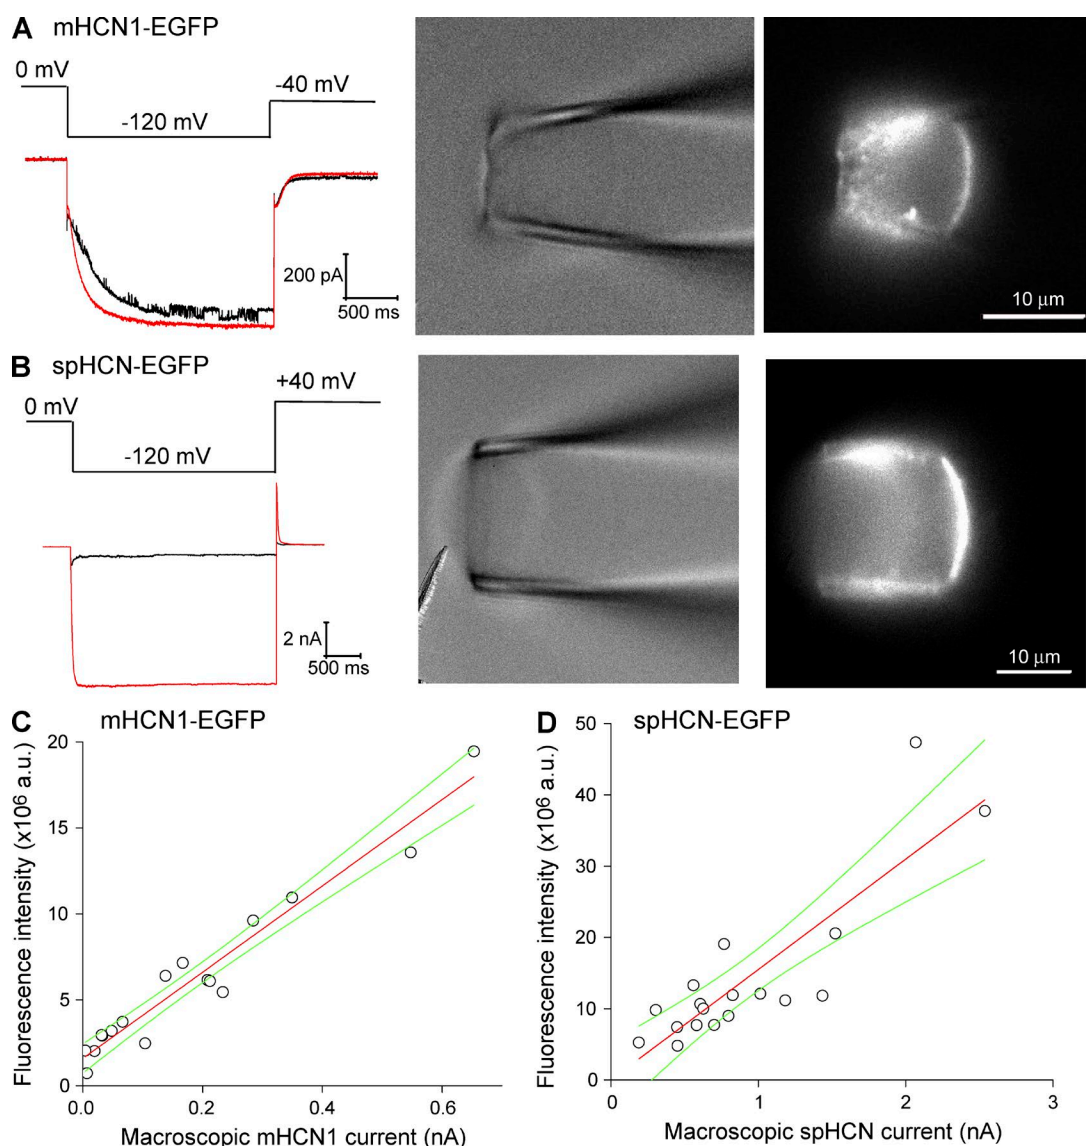 A mHCN1-EGFP
0 mV
-40 mV
-120 mV
200 pA
500 ms
10 µm
B spHCN-EGFP
+40 mV
0 mV
-120 mV
2 nA
500 ms
10 µm
C mHCN1-EGFP
Fluorescence intensity (x10⁶ a.u.)
20
15
10
5
0
0.0 0.2 0.4 0.6
Macroscopic mHCN1 current (nA)
D spHCN-EGFP
Fluorescence intensity (x10⁶ a.u.)
50
40
30
20
10
0
0 1 2 3
Macroscopic spHCN current (nA)